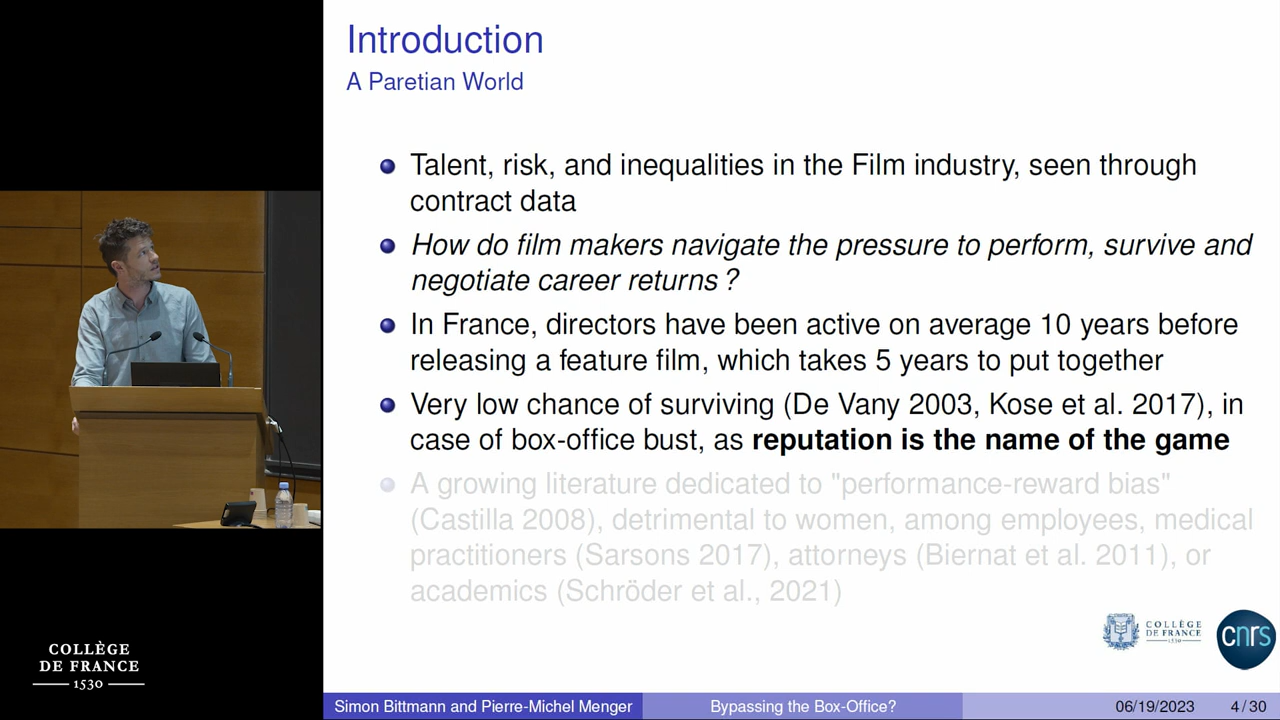 Introduction
A Paretian World
Talent, risk, and inequalities in the Film industry, seen through
contract data
How do film makers navigate the pressure to perform, survive and
negotiate career returns ?
In France, directors have been active on average 10 years before
releasing a feature film, which takes 5 years to put together
Very low chance of surviving (De Vany 2003, Kose et al. 2017), in
case of box-office bust, as reputation is the name of the game
A growing literature dedicated to "performance-reward bias"
(Castilla 2008), detrimental to women, among employees, medical
practitioners (Sarsons 2017), attorneys (Biernat et al. 2011), or
academics (Schröder et al., 2021)
COLLÈGE
DE FRANCE
1530
COLLÈGE
DE FRANCE
1530
cnrs
Simon Bittmann and Pierre-Michel Menger
Bypassing the Box-Office?
06/19/2023
4/30